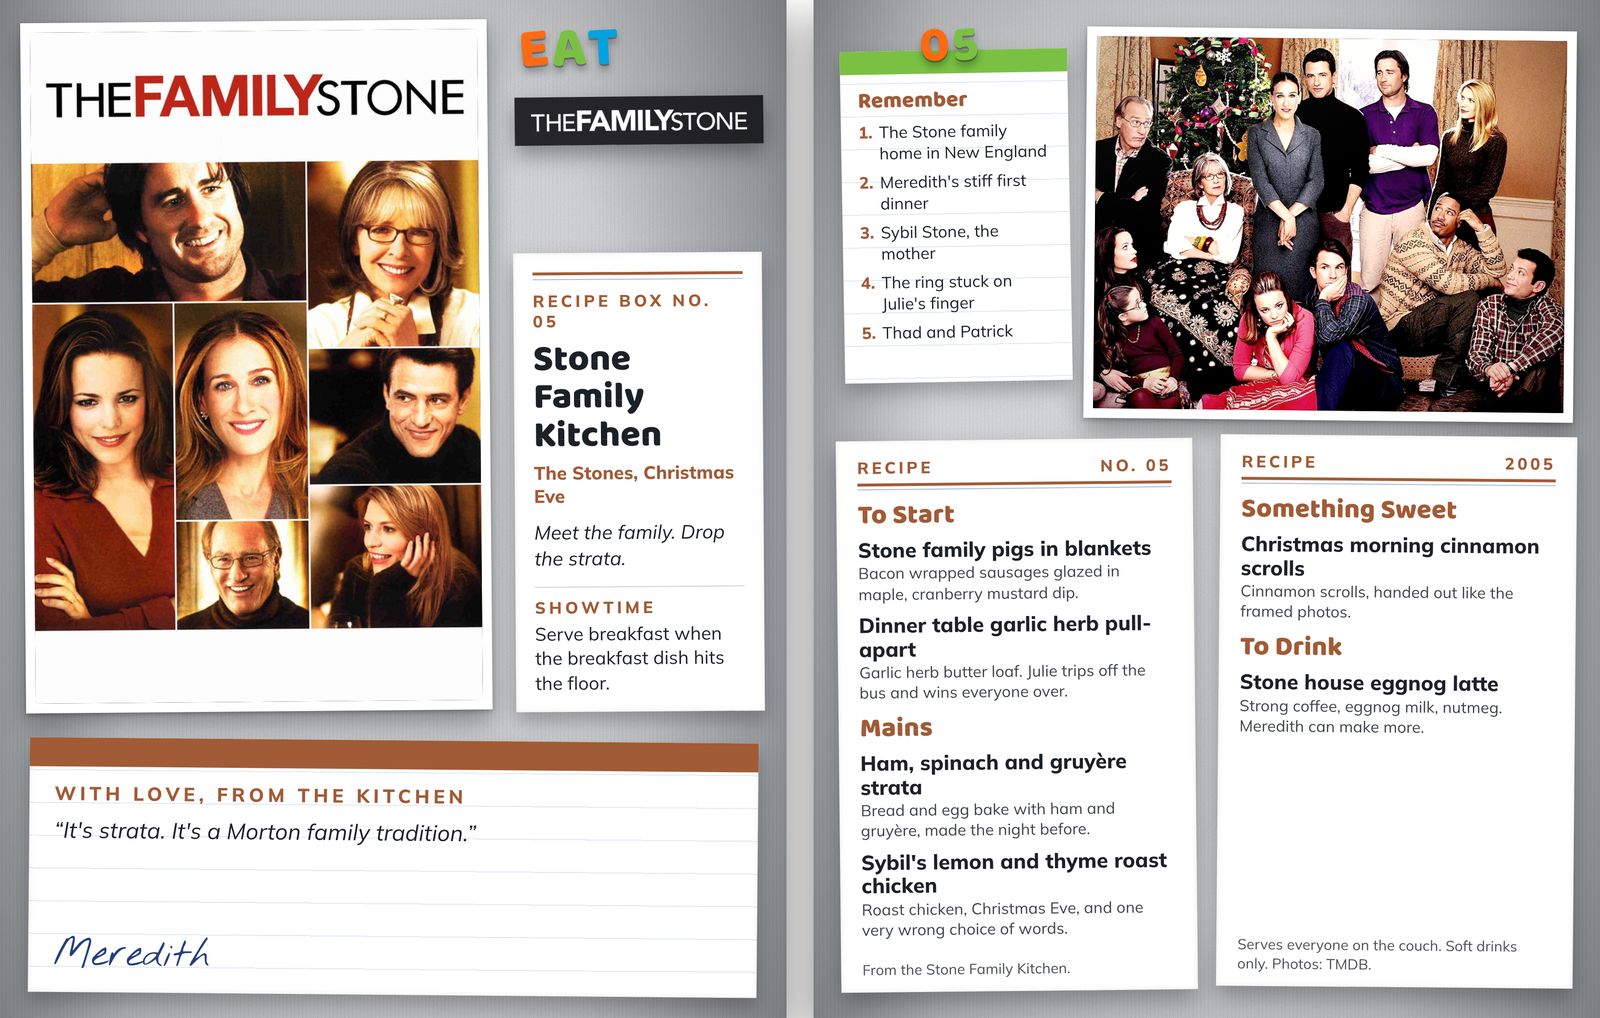 THEFAMILYSTONE
EAT
THEFAMILYSTONE
RECIPE BOX NO.
05
Stone
Family
Kitchen
The Stones, Christmas
Eve
Meet the family. Drop
the strata.
SHOWTIME
Serve breakfast when
the breakfast dish hits
the floor.
WITH LOVE, FROM THE KITCHEN
“It's strata. It's a Morton family tradition.”
Meredith
05
Remember
1. The Stone family
home in New England
2. Meredith's stiff first
dinner
3. Sybil Stone, the
mother
4. The ring stuck on
Julie's finger
5. Thad and Patrick
RECIPE NO. 05
To Start
Stone family pigs in blankets
Bacon wrapped sausages glazed in
maple, cranberry mustard dip.
Dinner table garlic herb pull-
apart
Garlic herb butter loaf. Julie trips off the
bus and wins everyone over.
Mains
Ham, spinach and gruyère
strata
Bread and egg bake with ham and
gruyère, made the night before.
Sybil's lemon and thyme roast
chicken
Roast chicken, Christmas Eve, and one
very wrong choice of words.
From the Stone Family Kitchen.
RECIPE 2005
Something Sweet
Christmas morning cinnamon
scrolls
Cinnamon scrolls, handed out like the
framed photos.
To Drink
Stone house eggnog latte
Strong coffee, eggnog milk, nutmeg.
Meredith can make more.
Serves everyone on the couch. Soft drinks
only. Photos: TMDB.